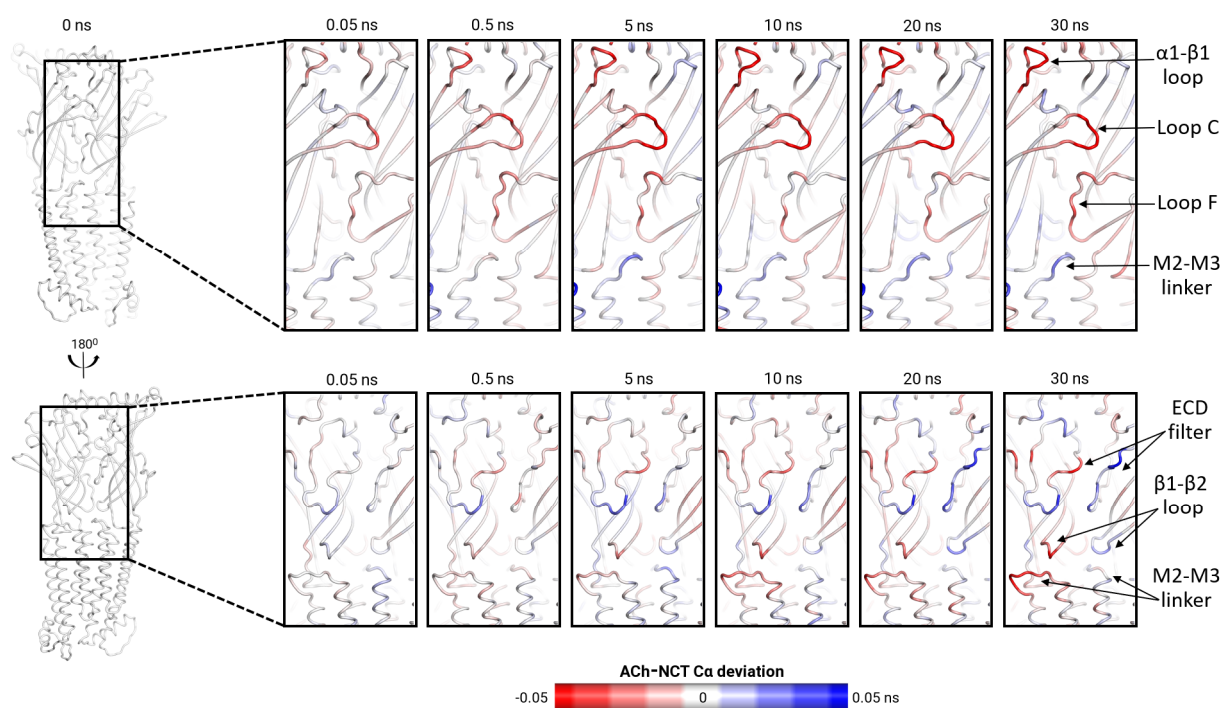 0 ns
0.05 ns
0.5 ns
5 ns
10 ns
20 ns
30 ns
α1-β1
loop
Loop C
Loop F
M2-M3
linker
180⁰
0.05 ns
0.5 ns
5 ns
10 ns
20 ns
30 ns
ECD
filter
β1-β2
loop
M2-M3
linker
ACh-NCT Cα deviation
-0.05
0
0.05 ns